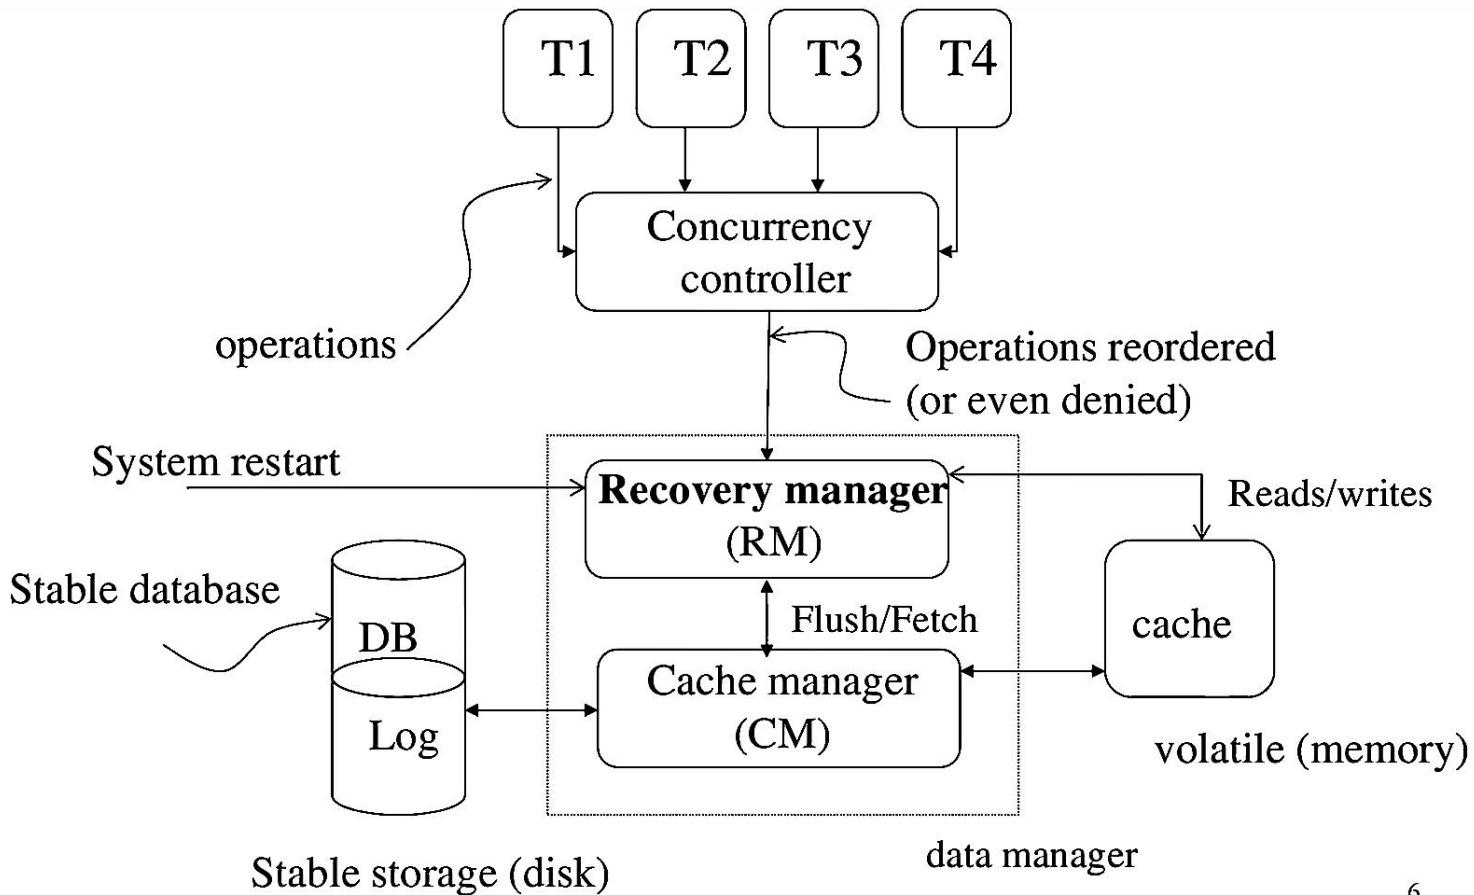 T1
T2
T3
T4
Concurrency
controller
operations
Operations reordered
(or even denied)
System restart
Recovery manager
(RM)
Reads/writes
Stable database
DB
Flush/Fetch
cache
Cache manager
(CM)
Log
volatile (memory)
data manager
Stable storage (disk)
6